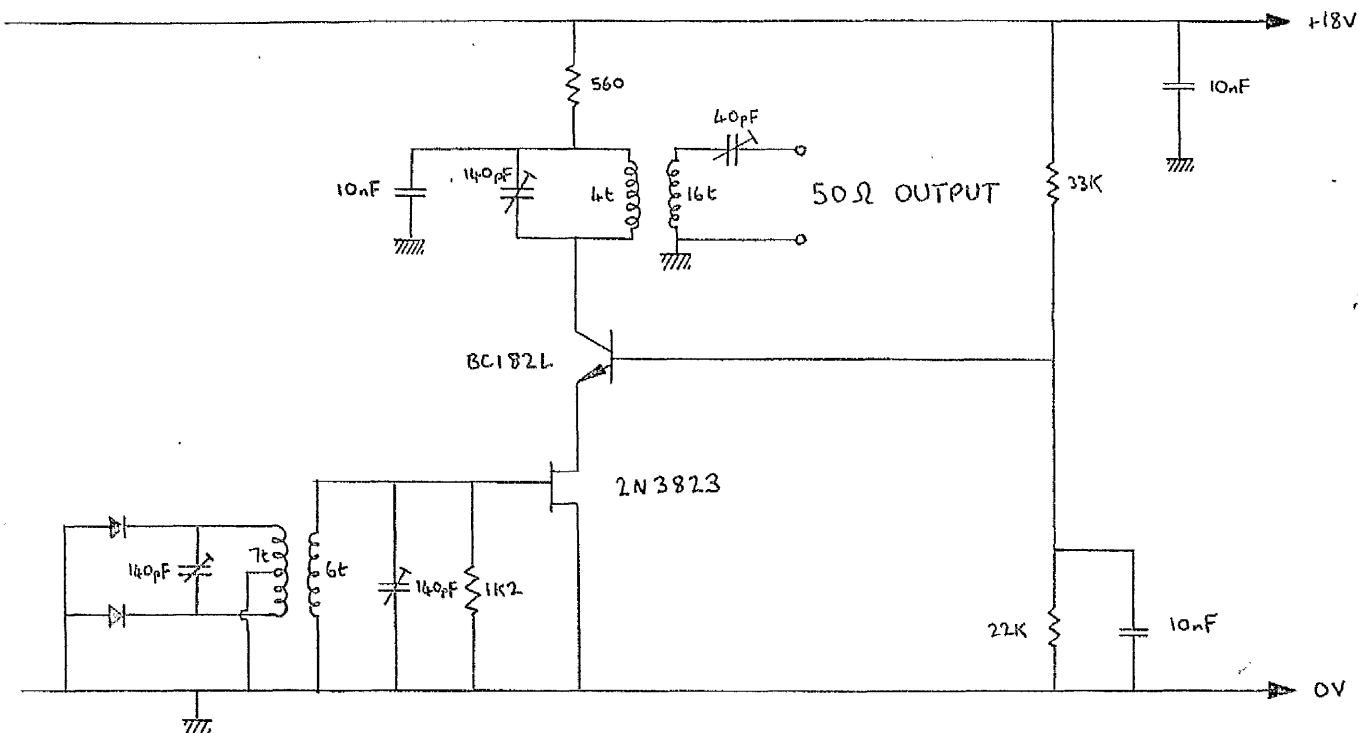 +18V
560
10nF
40pF
140pF
10nF
4t
16t
50Ω OUTPUT
33K
BC182L
2N3823
7t
140pF
6t
140pF
1K2
22K
10nF
0V